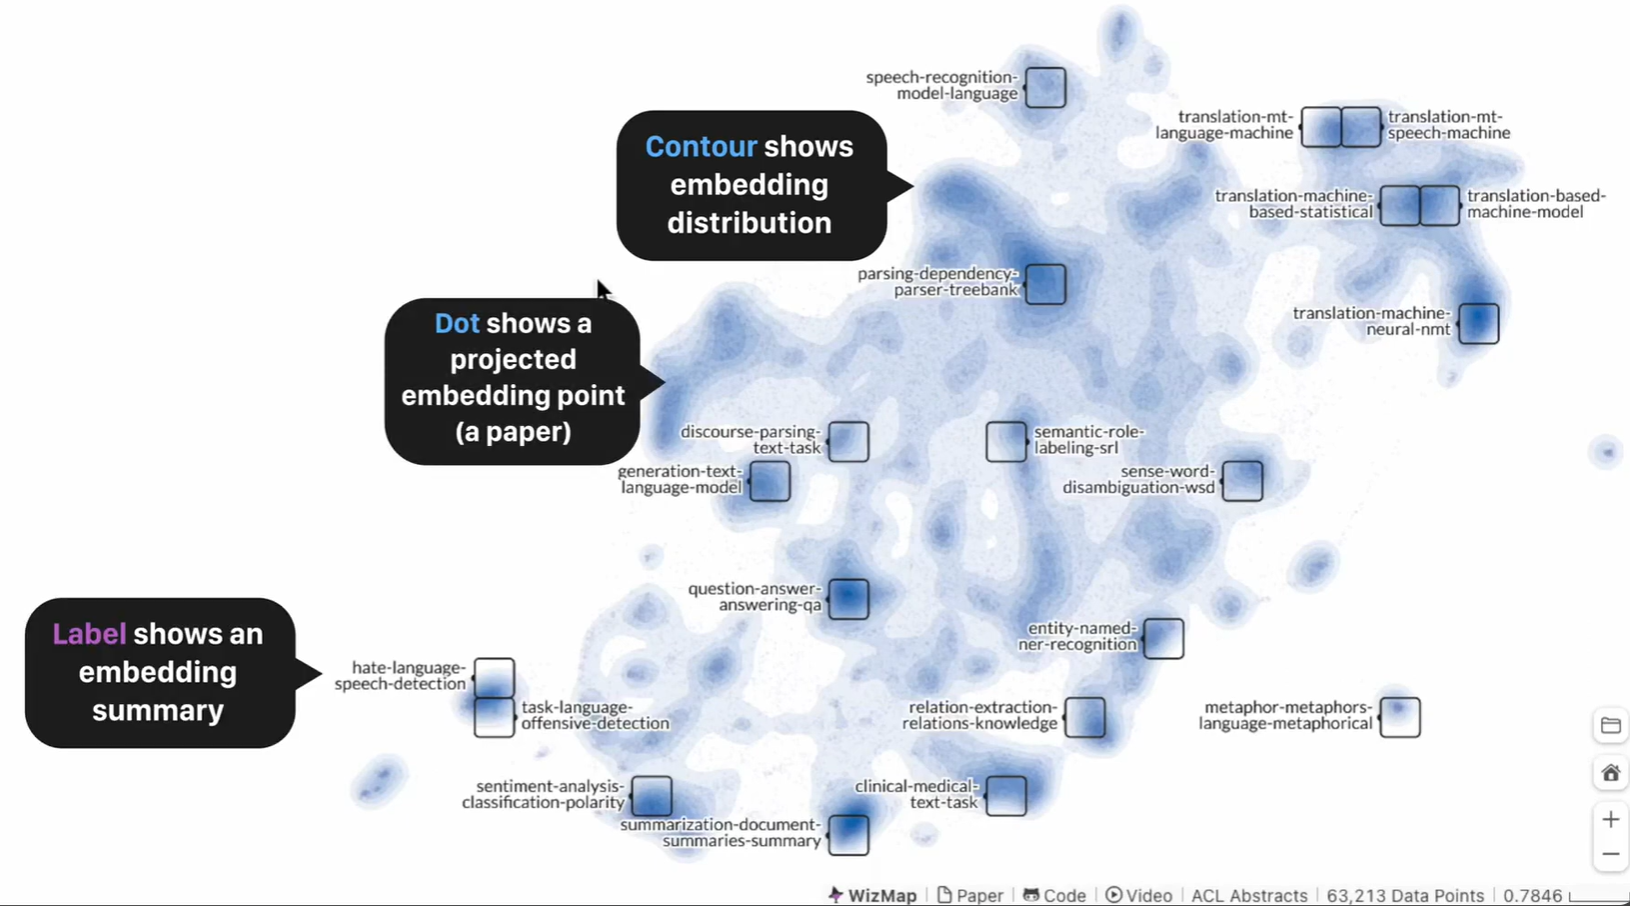 speech-recognition-
model-language
translation-mt-
language-machine
translation-mt-
speech-machine
Contour shows
embedding
distribution
translation-machine-
based-statistical
translation-based-
machine-model
parsing-dependency-
parser-treebank
translation-machine-
neural-nmt
Dot shows a
projected
embedding point
(a paper)
discourse-parsing-
text-task
semantic-role-
labeling-srl
generation-text-
language-model
sense-word-
disambiguation-wsd
question-answer-
answering-qa
entity-named-
ner-recognition
Label shows an
embedding
summary
hate-language-
speech-detection
task-language-
offensive-detection
relation-extraction-
relations-knowledge
metaphor-metaphors-
language-metaphorical
sentiment-analysis-
classification-polarity
clinical-medical-
text-task
summarization-document-
summaries-summary
WizMap Paper Code Video ACL Abstracts 63,213 Data Points 0.7846